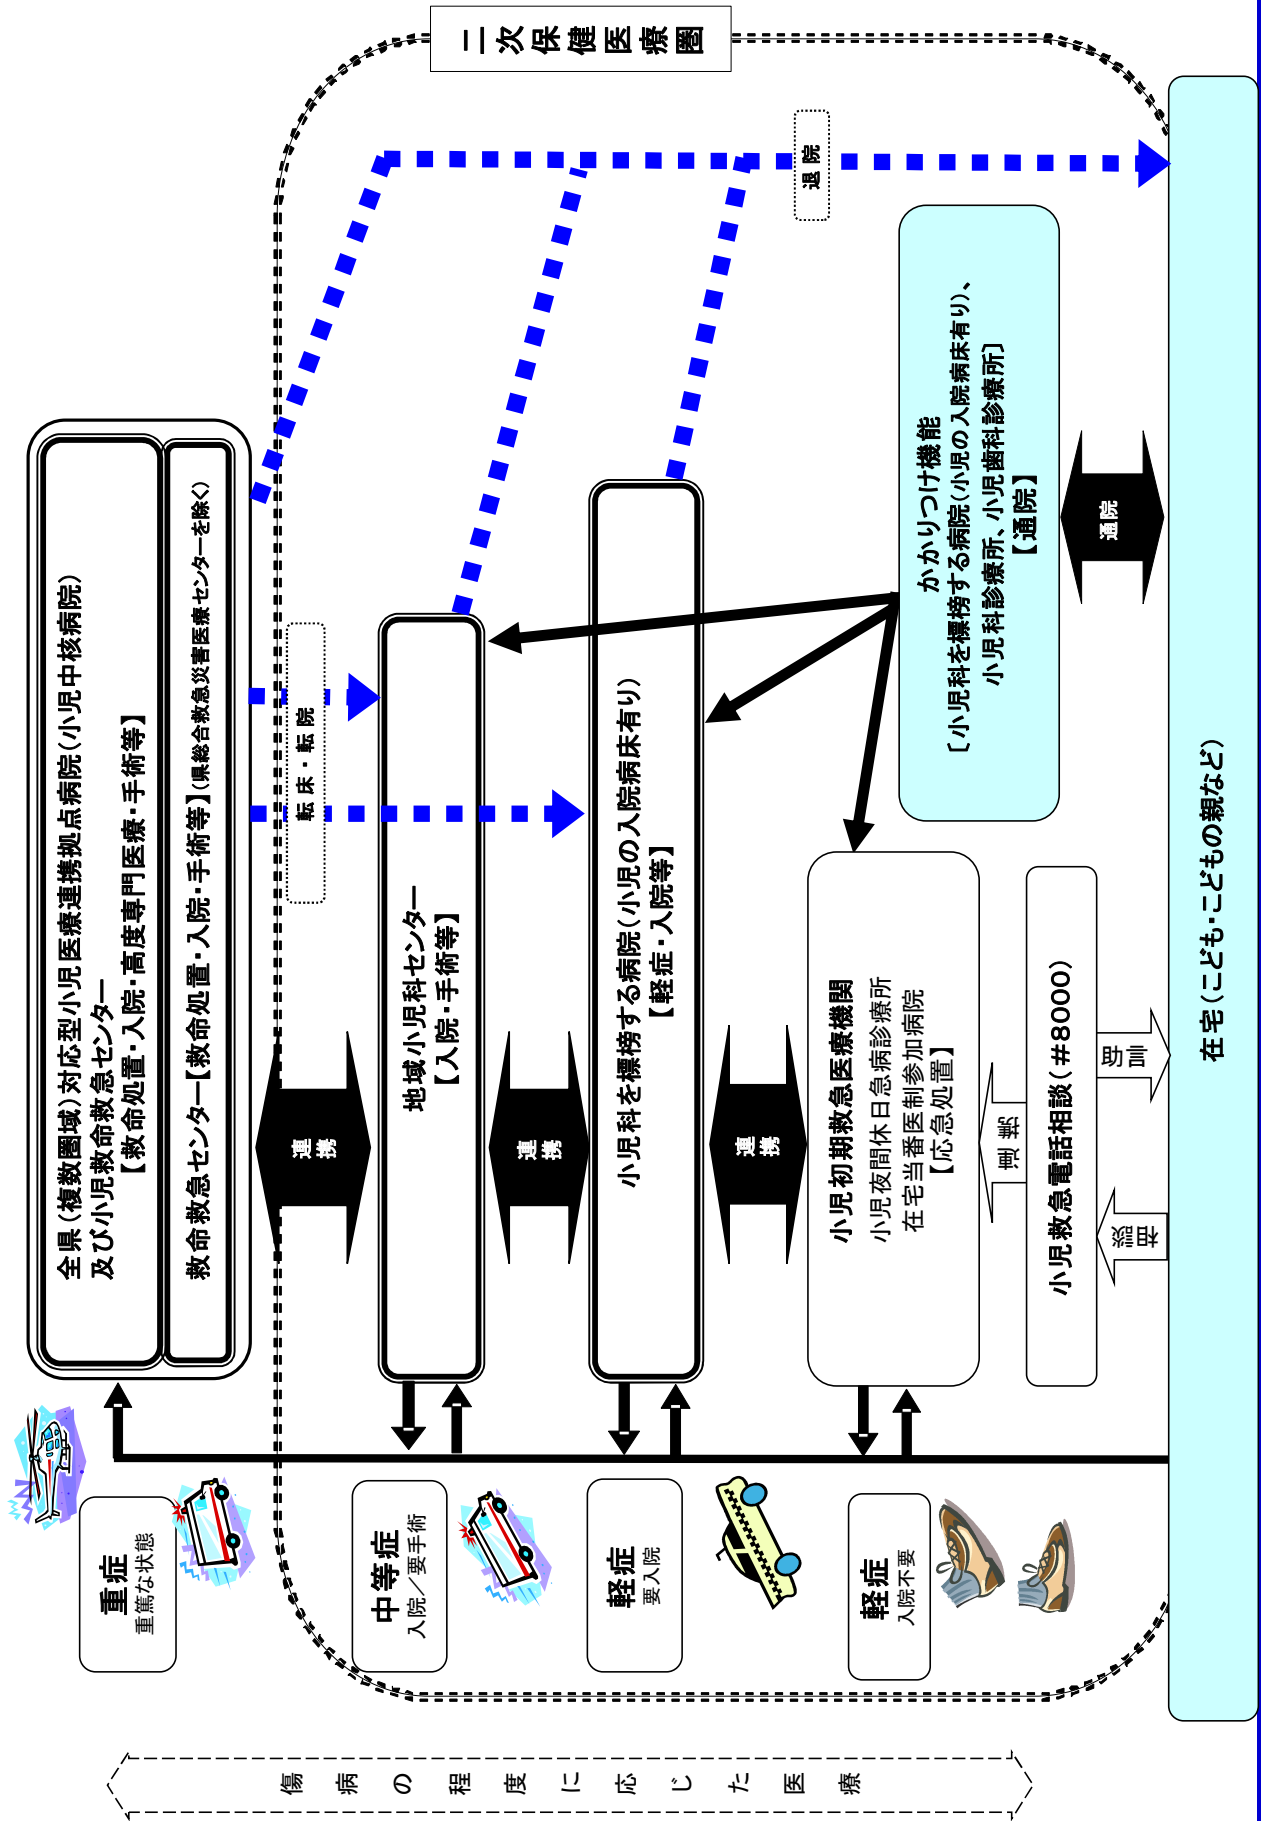 二次保健医療圏
全県（複数圏域）対応型小児医療連携拠点病院（小児中核病院）
及び小児救命救急センター
【救命処置・入院・高度専門医療・手術等】
救命救急センター【救命処置・入院・手術等】（県総合救急災害医療センターを除く）
転床・転院
退院
連携
地域小児科センター
【入院・手術等】
連携
小児科を標榜する病院（小児の入院病床有り）
【軽症・入院等】
連携
小児初期救急医療機関
小児夜間休日急病診療所
在宅当番医制参加病院
【応急処置】
かかりつけ機能
［小児科を標榜する病院（小児の入院病床有り）、
小児科診療所、小児歯科診療所］
【通院】
通院
連携
小児救急電話相談（＃８０００）
相談
助言
在宅（こども・こどもの親など）
重症
重篤な状態
中等症
入院／要手術
軽症
要入院
軽症
入院不要
傷病の程度に応じた医療